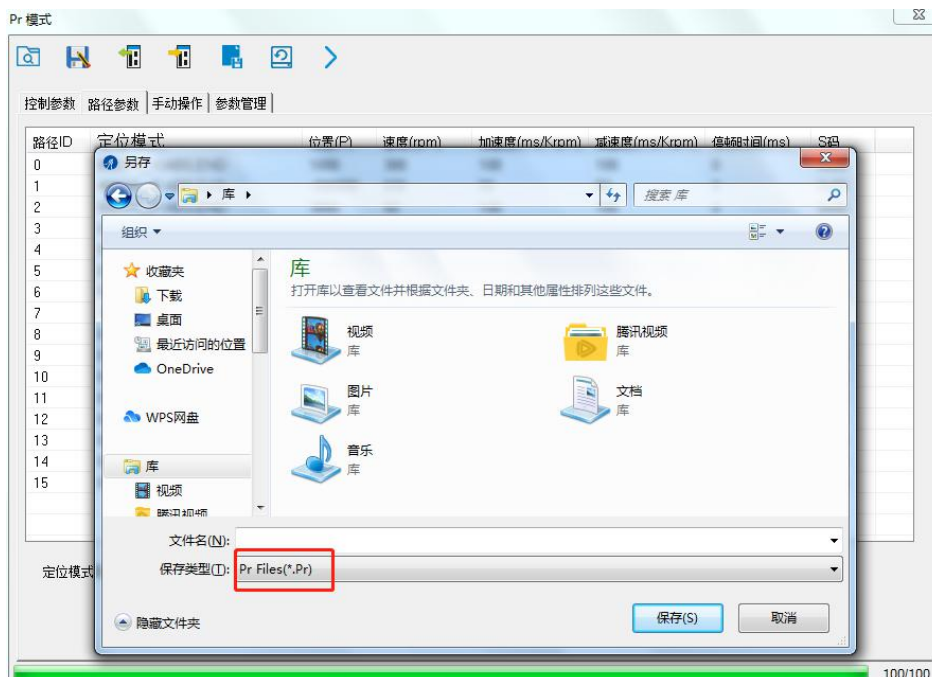 Pr 模式
控制参数 路径参数 手动操作 参数管理
路径ID 定位模式 位置(P) 速度(rpm) 加速度(ms/Krpm) 减速度(ms/Krpm) 停顿时间(ms) S码
0
另存
1
库
搜索 库
2
3
组织
4
5
收藏夹
库
6
下载
打开库以查看文件并根据文件夹、日期和其他属性排列这些文件。
7
桌面
视频
库
腾讯视频
库
8
最近访问的位置
9
OneDrive
10
图片
库
文档
库
11
12
WPS网盘
13
音乐
库
14
库
15
视频
腾讯视频
文件名(N):
定位模式
保存类型(T): Pr Files(*.Pr)
隐藏文件夹
保存(S) 取消
100/100